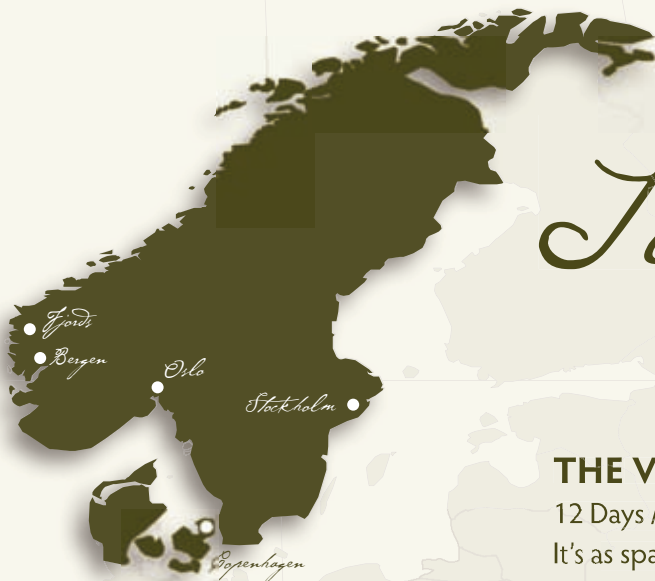 Fjords
Bergen
Oslo
Stockholm
Copenhagen
THE V
12 Days
It's as spa